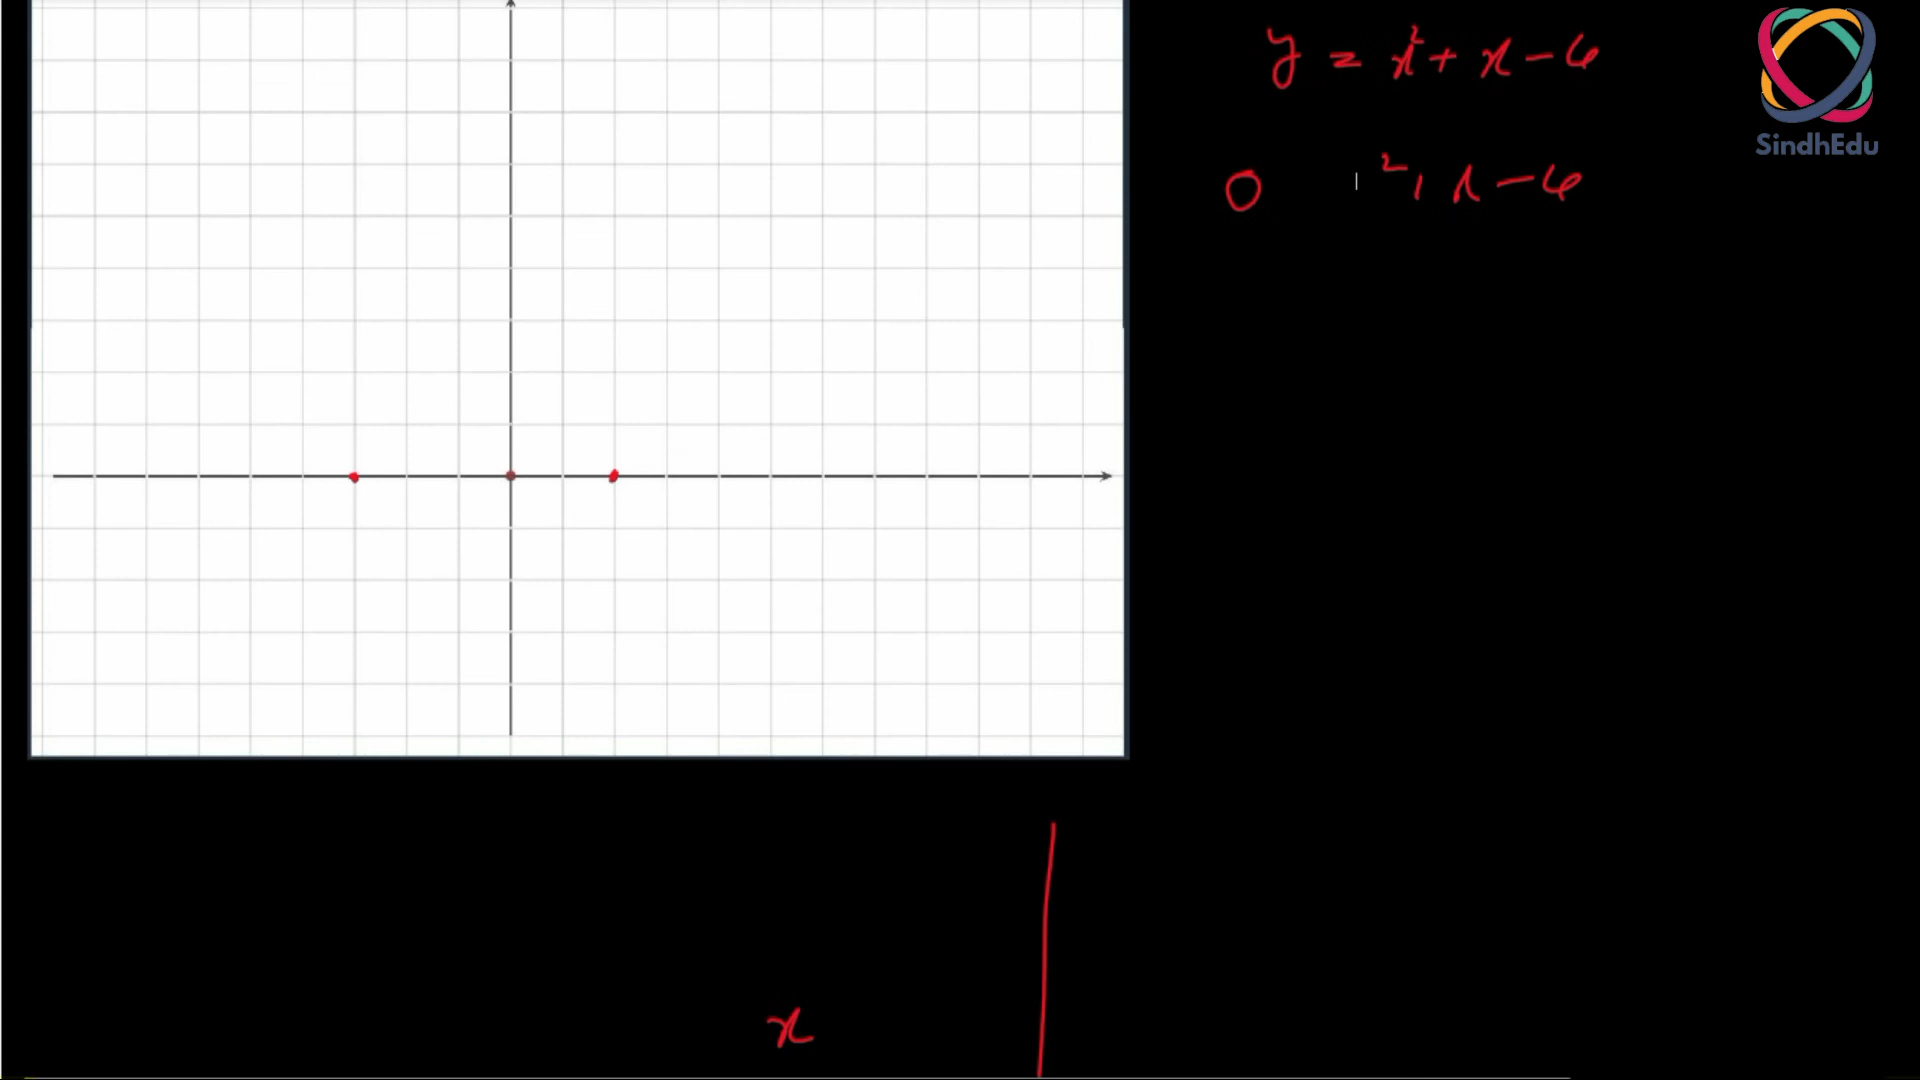 y = x² + x - 6
SindhEdu
0 ² x - 6
x